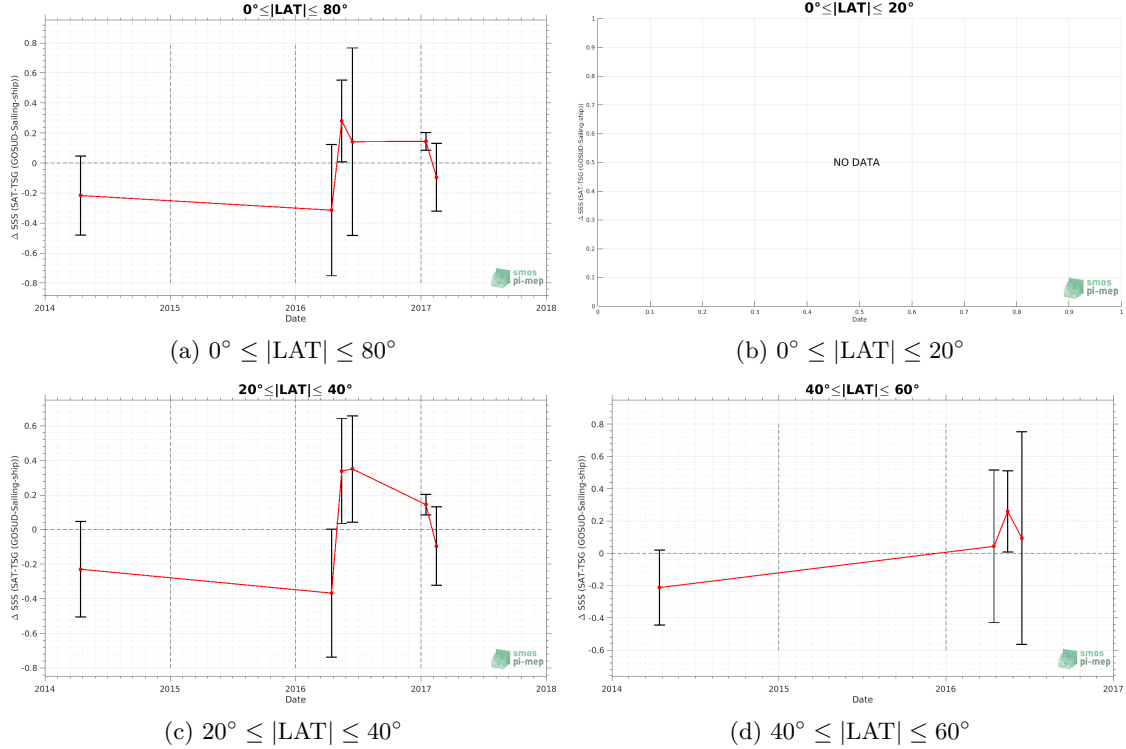 0°≤|LAT|≤ 80°
Δ SSS (SAT-TSG (GOSUD-Sailing-ship))
0.8
0.6
0.4
0.2
0
-0.2
-0.4
-0.6
-0.8
2014 2015 2016 2017 2018
Date
smos
pi-mep
(a) 0° ≤ |LAT| ≤ 80°
0°≤|LAT|≤ 20°
Δ SSS (SAT-TSG (GOSUD-Sailing-ship))
1
0.9
0.8
0.7
0.6
0.5
0.4
0.3
0.2
0.1
0
NO DATA
0 0.1 0.2 0.3 0.4 0.5 0.6 0.7 0.8 0.9 1
Date
smos
pi-mep
(b) 0° ≤ |LAT| ≤ 20°
20°≤|LAT|≤ 40°
Δ SSS (SAT-TSG (GOSUD-Sailing-ship))
0.6
0.4
0.2
0
-0.2
-0.4
-0.6
-0.8
2014 2015 2016 2017 2018
Date
smos
pi-mep
(c) 20° ≤ |LAT| ≤ 40°
40°≤|LAT|≤ 60°
Δ SSS (SAT-TSG (GOSUD-Sailing-ship))
0.8
0.6
0.4
0.2
0
-0.2
-0.4
-0.6
2014 2015 2016 2017
Date
smos
pi-mep
(d) 40° ≤ |LAT| ≤ 60°